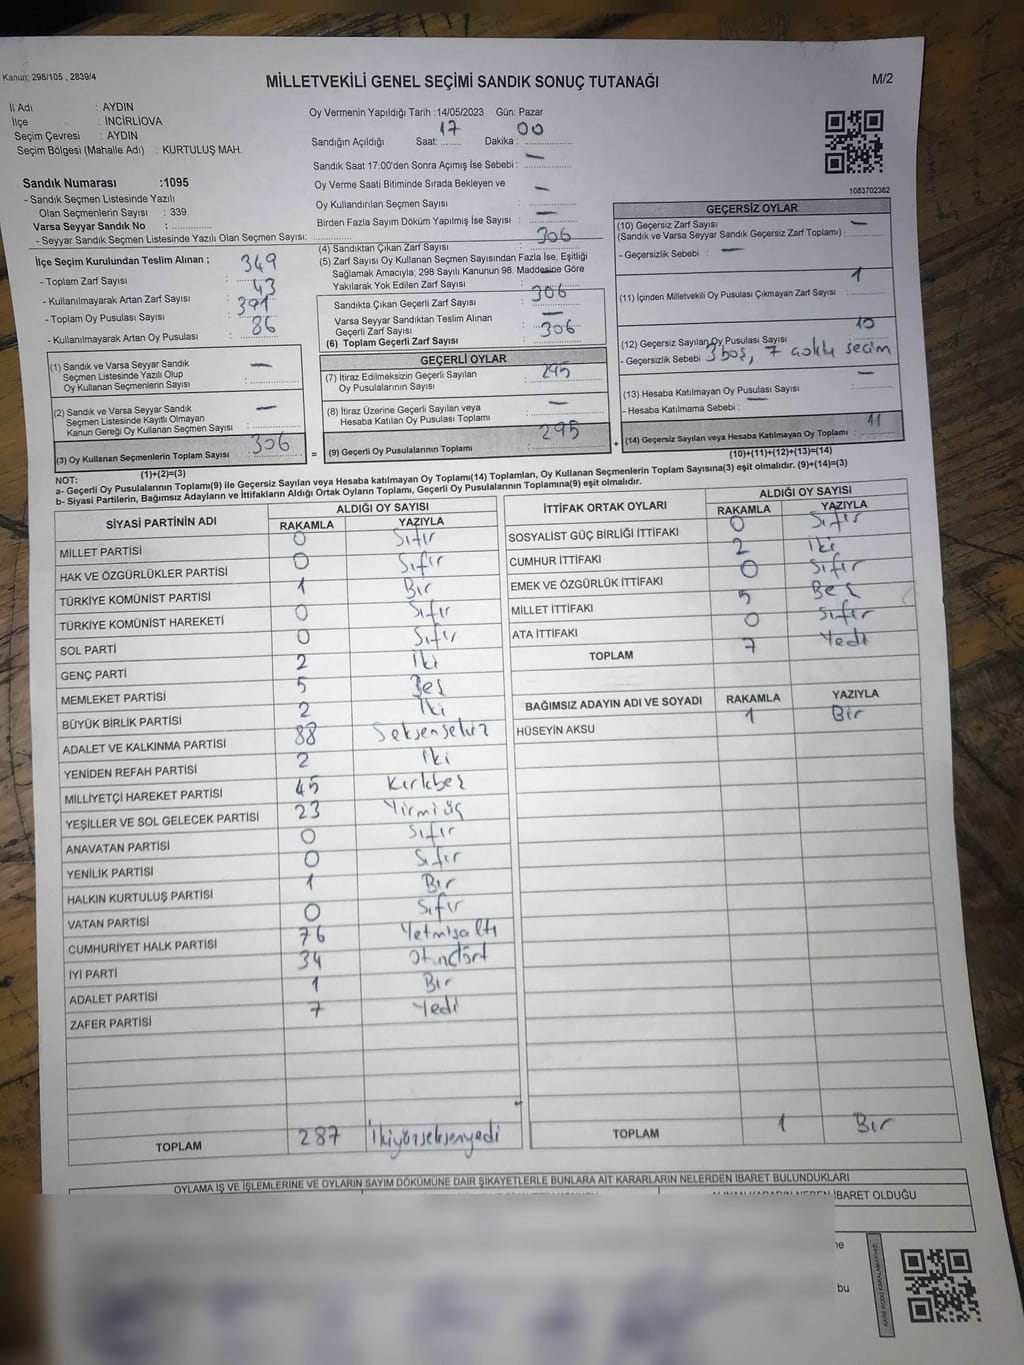 Kanun: 298/105 , 2839/4
MİLLETVEKİLİ GENEL SEÇİMİ SANDIK SONUÇ TUTANAĞI
M/2
İl Adı : AYDIN
İlçe : İNCİRLİOVA
Seçim Çevresi : AYDIN
Seçim Bölgesi (Mahalle Adı) : KURTULUŞ MAH.
Sandık Numarası :1095
- Sandık Seçmen Listesinde Yazılı
Olan Seçmenlerin Sayısı : 339
Varsa Seyyar Sandık No :
- Seyyar Sandık Seçmen Listesinde Yazılı Olan Seçmen Sayısı:
Oy Vermenin Yapıldığı Tarih :14/05/2023 Gün: Pazar
Sandığın Açıldığı Saat: 17 Dakika : 00
Sandık Saat 17:00'den Sonra Açımış İse Sebebi : —
Oy Verme Saati Bitiminde Sırada Bekleyen ve
Oy Kullandırılan Seçmen Sayısı : —
Birden Fazla Sayım Döküm Yapılmış İse Sayısı : —
(4) Sandıktan Çıkan Zarf Sayısı : 306
(5) Zarf Sayısı Oy Kullanan Seçmen Sayısından Fazla İse, Eşitliği
Sağlamak Amacıyla; 298 Sayılı Kanunun 98. Maddesine Göre
Yakılarak Yok Edilen Zarf Sayısı : —
1083702382
İlçe Seçim Kurulundan Teslim Alınan ;
- Toplam Zarf Sayısı : 349
- Kullanılmayarak Artan Zarf Sayısı : 43
- Toplam Oy Pusulası Sayısı : 391
- Kullanılmayarak Artan Oy Pusulası : 86
(1) Sandık ve Varsa Seyyar Sandık
Seçmen Listesinde Yazılı Olup
Oy Kullanan Seçmenlerin Sayısı : —
(2) Sandık ve Varsa Seyyar Sandık
Seçmen Listesinde Kayıtlı Olmayan
Kanun Gereği Oy Kullanan Seçmen Sayısı : —
(3) Oy Kullanan Seçmenlerin Toplam Sayısı : 306
(1)+(2)=(3)
Sandıkta Çıkan Geçerli Zarf Sayısı : 306
Varsa Seyyar Sandıktan Teslim Alınan
Geçerli Zarf Sayısı : —
(6) Toplam Geçerli Zarf Sayısı : 306
GEÇERLİ OYLAR
(7) İtiraz Edilmeksizin Geçerli Sayılan
Oy Pusulalarının Sayısı : 295
(8) İtiraz Üzerine Geçerli Sayılan veya
Hesaba Katılan Oy Pusulası Toplamı : —
= (9) Geçerli Oy Pusulalarının Toplamı : 295 +
GEÇERSİZ OYLAR
(10) Geçersiz Zarf Sayısı
(Sandık ve Varsa Seyyar Sandık Geçersiz Zarf Toplamı) : —
- Geçersizlik Sebebi : —
(11) İçinden Milletvekili Oy Pusulası Çıkmayan Zarf Sayısı : 1
(12) Geçersiz Sayılan Oy Pusulası Sayısı : 10
- Geçersizlik Sebebi 3 boş, 7 çoklu seçim
(13) Hesaba Katılmayan Oy Pusulası Sayısı : —
- Hesaba Katılmama Sebebi : —
(14) Geçersiz Sayılan veya Hesaba Katılmayan Oy Toplamı : 11
(10)+(11)+(12)+(13)=(14)
NOT:
a- Geçerli Oy Pusulalarının Toplamı(9) ile Geçersiz Sayılan veya Hesaba katılmayan Oy Toplamı(14) Toplamları, Oy Kullanan Seçmenlerin Toplam Sayısına(3) eşit olmalıdır. (9)+(14)=(3)
b- Siyasi Partilerin, Bağımsız Adayların ve İttifakların Aldığı Ortak Oyların Toplamı, Geçerli Oy Pusulalarının Toplamına(9) eşit olmalıdır.
SİYASİ PARTİNİN ADI ALDIĞI OY SAYISI
RAKAMLA YAZIYLA
MİLLET PARTİSİ 0 Sıfır
HAK VE ÖZGÜRLÜKLER PARTİSİ 0 Sıfır
TÜRKİYE KOMÜNİST PARTİSİ 1 Bir
TÜRKİYE KOMÜNİST HAREKETİ 0 Sıfır
SOL PARTİ 0 Sıfır
GENÇ PARTİ 2 İki
MEMLEKET PARTİSİ 5 Beş
BÜYÜK BİRLİK PARTİSİ 2 İki
ADALET VE KALKINMA PARTİSİ 88 Seksensekiz
YENİDEN REFAH PARTİSİ 2 İki
MİLLİYETÇİ HAREKET PARTİSİ 45 Kırkbeş
YEŞİLLER VE SOL GELECEK PARTİSİ 23 Yirmiüç
ANAVATAN PARTİSİ 0 Sıfır
YENİLİK PARTİSİ 0 Sıfır
HALKIN KURTULUŞ PARTİSİ 1 Bir
VATAN PARTİSİ 0 Sıfır
CUMHURİYET HALK PARTİSİ 76 Yetmişaltı
İYİ PARTİ 34 Otuzdört
ADALET PARTİSİ 1 Bir
ZAFER PARTİSİ 7 Yedi
TOPLAM 287 İkiyüzseksenyedi
İTTİFAK ORTAK OYLARI ALDIĞI OY SAYISI
RAKAMLA YAZIYLA
SOSYALİST GÜÇ BİRLİĞİ İTTİFAKI 0 Sıfır
CUMHUR İTTİFAKI 2 İki
EMEK VE ÖZGÜRLÜK İTTİFAKI 0 Sıfır
MİLLET İTTİFAKI 5 Beş
ATA İTTİFAKI 0 Sıfır
TOPLAM 7 Yedi
BAĞIMSIZ ADAYIN ADI VE SOYADI RAKAMLA YAZIYLA
HÜSEYİN AKSU 1 Bir
TOPLAM 1 Bir
OYLAMA İŞ VE İŞLEMLERİNE VE OYLARIN SAYIM DÖKÜMÜNE DAİR ŞİKAYETLERLE BUNLARA AİT KARARLARIN NELERDEN İBARET BULUNDUKLARI
İBARET OLDUĞU
bu
KARE KODU KARALAMAYINIZ!